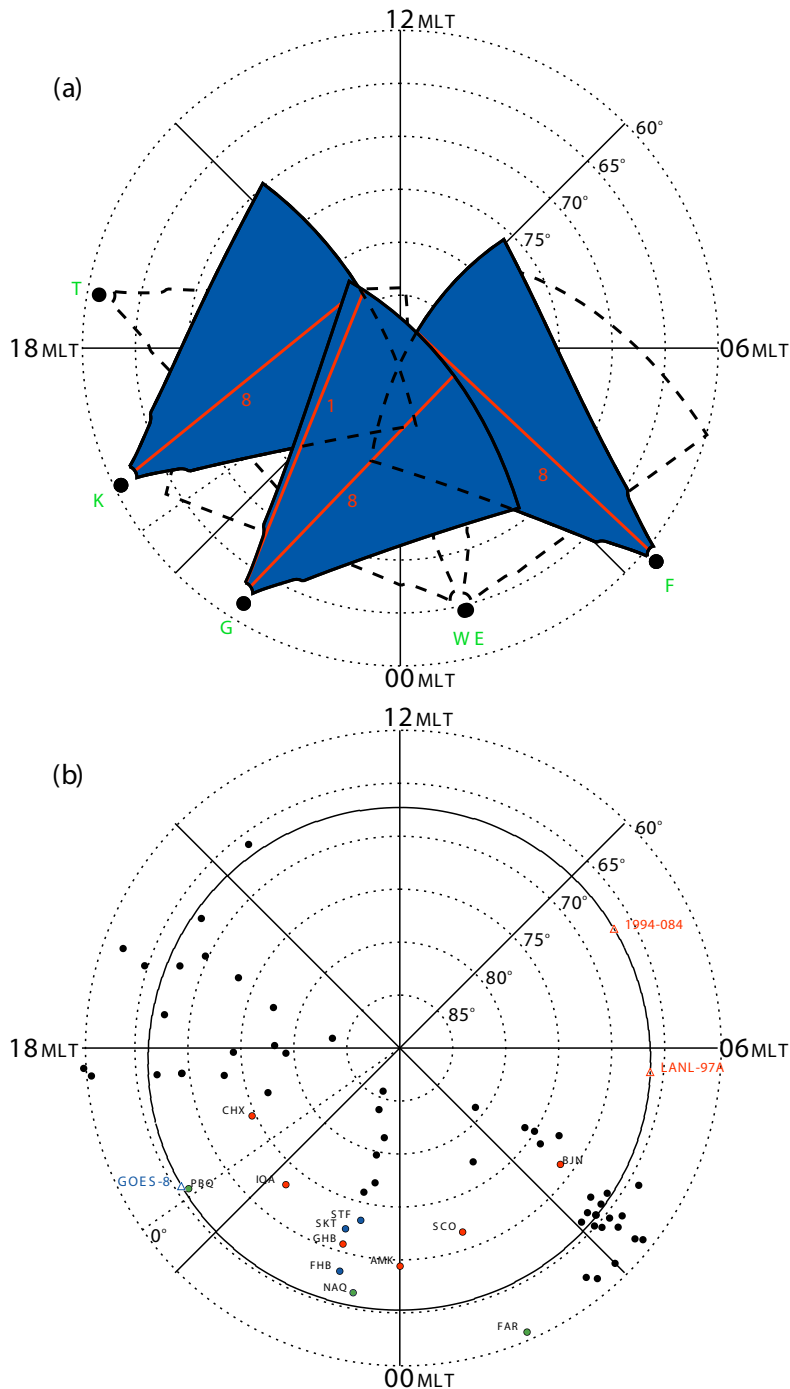 12 MLT
(a)
60°
65°
70°
75°
T
18 MLT
06 MLT
8
1
8
8
K
F
G
W E
00 MLT
12 MLT
(b)
60°
65°
70°
75°
80°
85°
1994-084
18 MLT
06 MLT
LANL-97A
CHX
BJN
GOES-8
PBQ
IQA
STF
SKT
SCO
0°
GHB
AMK
FHB
NAQ
FAR
00 MLT